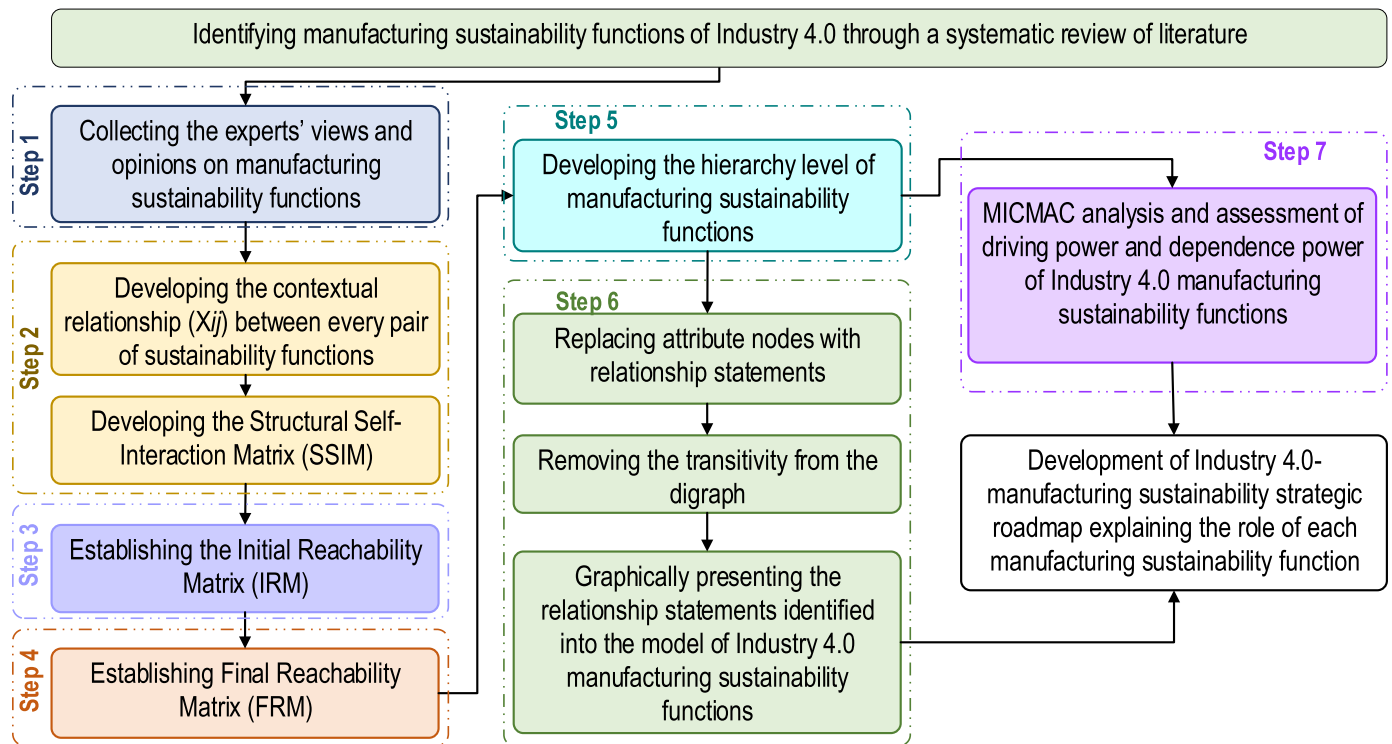 Identifying manufacturing sustainability functions of Industry 4.0 through a systematic review of literature
Step 1
Collecting the experts’ views and
opinions on manufacturing
sustainability functions
Step 2
Developing the contextual
relationship (Xij) between every pair
of sustainability functions
Developing the Structural Self-
Interaction Matrix (SSIM)
Step 3
Establishing the Initial Reachability
Matrix (IRM)
Step 4
Establishing Final Reachability
Matrix (FRM)
Step 5
Developing the hierarchy level of
manufacturing sustainability
functions
Step 6
Replacing attribute nodes with
relationship statements
Removing the transitivity from the
digraph
Graphically presenting the
relationship statements identified
into the model of Industry 4.0
manufacturing sustainability
functions
Step 7
MICMAC analysis and assessment of
driving power and dependence power
of Industry 4.0 manufacturing
sustainability functions
Development of Industry 4.0-
manufacturing sustainability strategic
roadmap explaining the role of each
manufacturing sustainability function